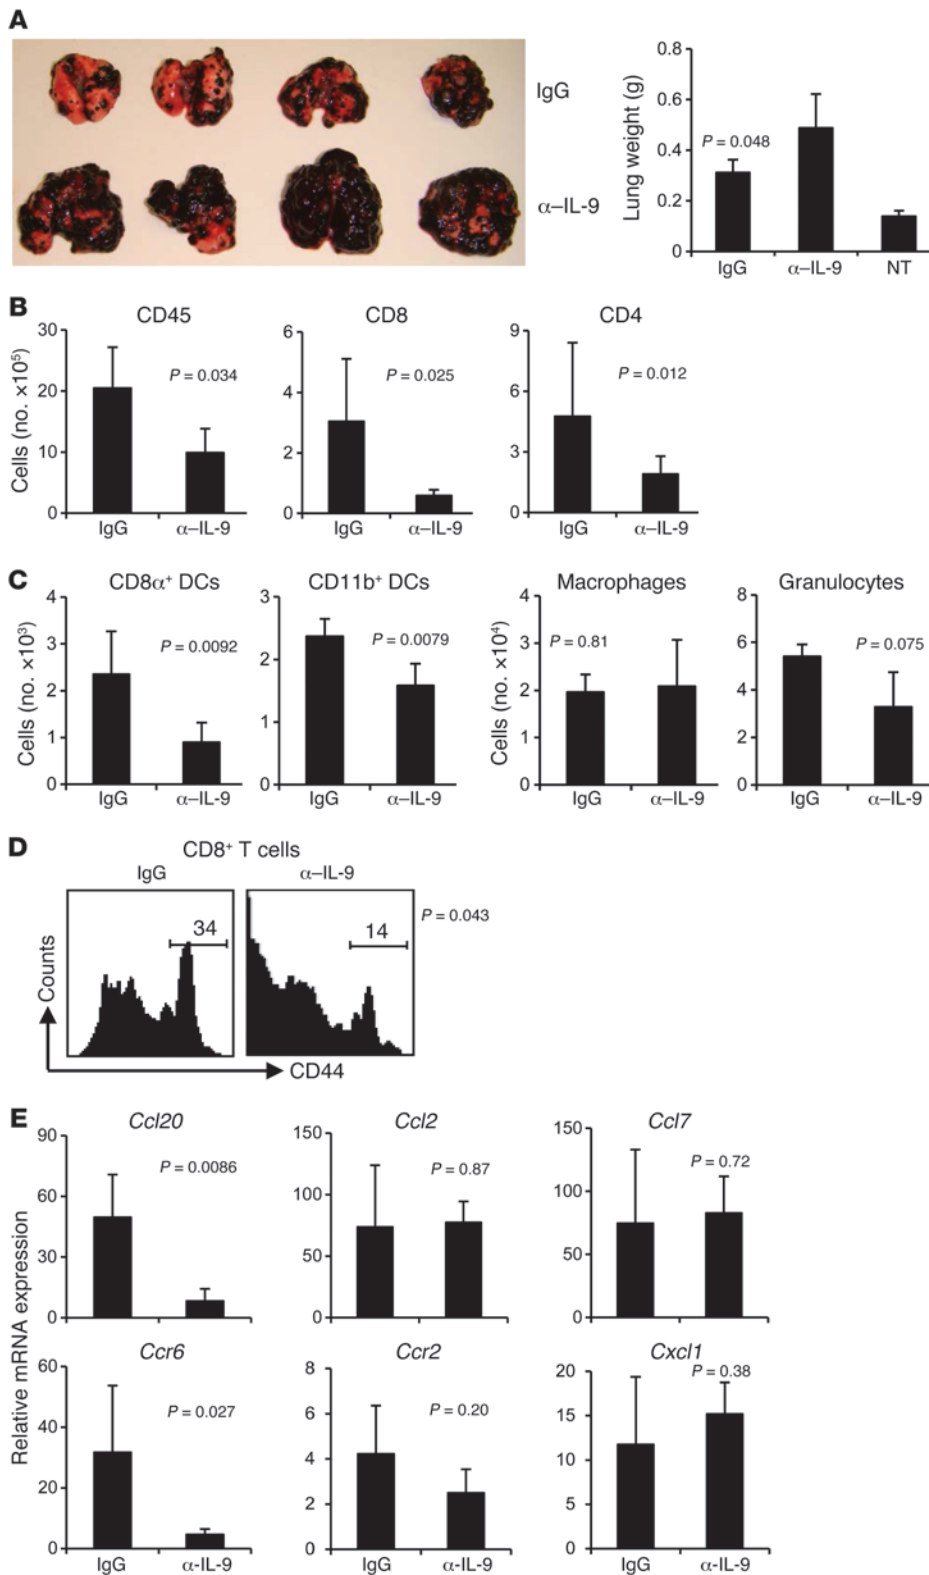 A
IgG
α–IL-9
Lung weight (g)
0.8
0.6
0.4
0.2
0
P = 0.048
IgG
α–IL-9
NT
B
Cells (no. ×10⁵)
CD45
30
20
10
0
P = 0.034
IgG
α–IL-9
CD8
6
4
2
0
P = 0.025
IgG
α–IL-9
CD4
9
6
3
0
P = 0.012
IgG
α–IL-9
C
Cells (no. ×10³)
CD8α⁺ DCs
4
3
2
1
0
P = 0.0092
IgG
α–IL-9
CD11b⁺ DCs
3
2
1
0
P = 0.0079
IgG
α–IL-9
Cells (no. ×10⁴)
Macrophages
4
3
2
1
0
P = 0.81
IgG
α–IL-9
Granulocytes
8
6
4
2
0
P = 0.075
IgG
α–IL-9
D
CD8⁺ T cells
IgG
α–IL-9
34
14
P = 0.043
Counts
CD44
E
Relative mRNA expression
Ccl20
90
60
30
0
P = 0.0086
Ccl2
150
100
50
0
P = 0.87
Ccl7
150
100
50
0
P = 0.72
Ccr6
60
40
20
0
P = 0.027
IgG
α-IL-9
Ccr2
8
6
4
2
0
P = 0.20
IgG
α-IL-9
Cxcl1
20
15
10
5
0
P = 0.38
IgG
α-IL-9